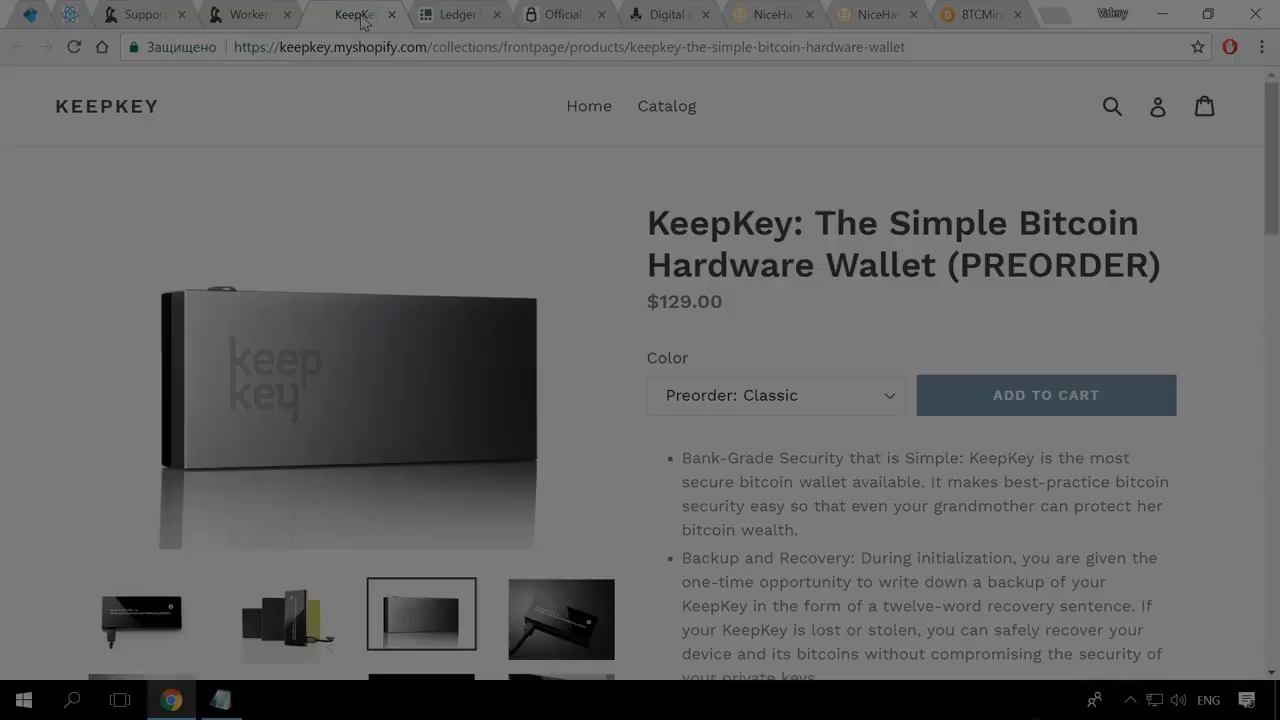 Support
Worker
KeepKe
Ledger
Official
Digital
NiceHas
NiceHas
BTCMin
Valery
Защищено
https://keepkey.myshopify.com/collections/frontpage/products/keepkey-the-simple-bitcoin-hardware-wallet
KEEPKEY
Home
Catalog
KeepKey: The Simple Bitcoin
Hardware Wallet (PREORDER)
$129.00
Color
Preorder: Classic
ADD TO CART
keep
key
Bank-Grade Security that is Simple: KeepKey is the most
secure bitcoin wallet available. It makes best-practice bitcoin
security easy so that even your grandmother can protect her
bitcoin wealth.
Backup and Recovery: During initialization, you are given the
one-time opportunity to write down a backup of your
KeepKey in the form of a twelve-word recovery sentence. If
your KeepKey is lost or stolen, you can safely recover your
device and its bitcoins without compromising the security of
your private keys.
ENG